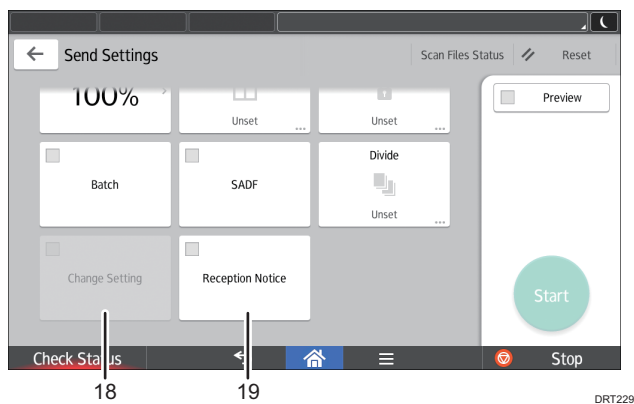 Send Settings
Scan Files Status
Reset
100%
Unset
Unset
Preview
Batch
SADF
Divide
Unset
Change Setting
Reception Notice
Start
Check Status
Stop
18
19
DRT229